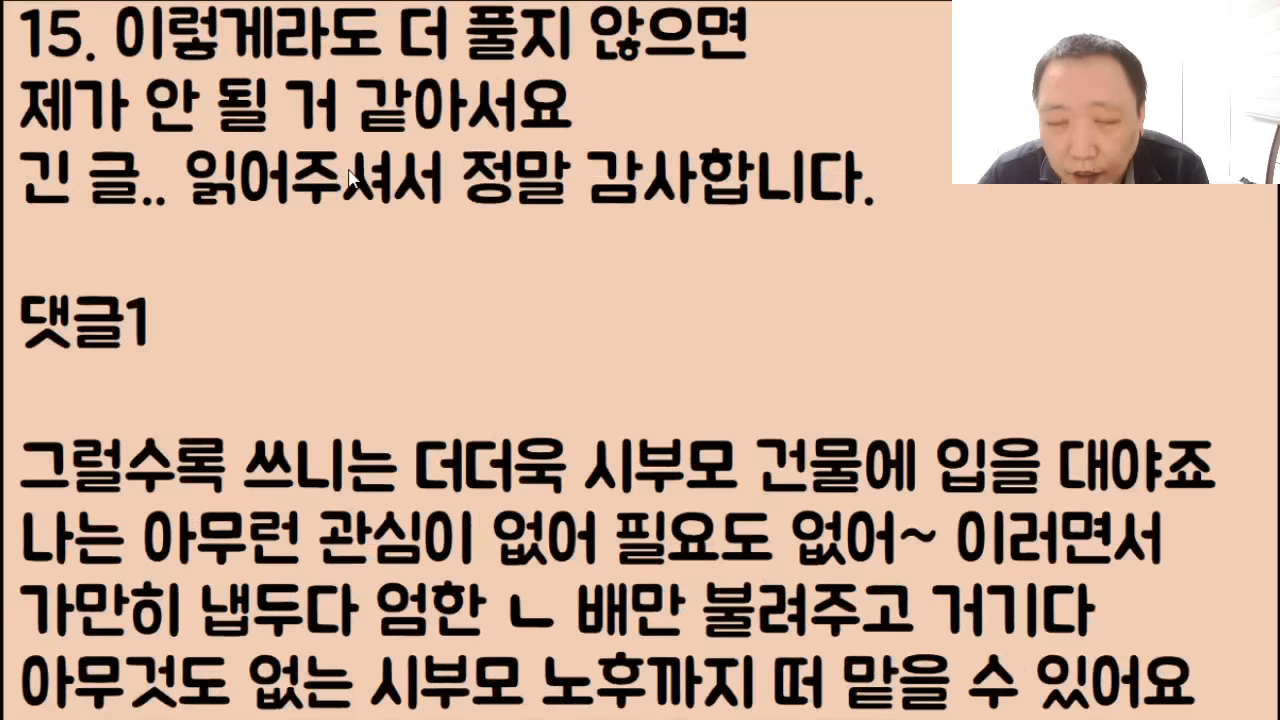 15. 이렇게라도 더 풀지 않으면
제가 안 될 거 같아서요
긴 글.. 읽어주셔서 정말 감사합니다.
댓글1
그럴수록 쓰니는 더더욱 시부모 건물에 입을 대야죠
나는 아무런 관심이 없어 필요도 없어~ 이러면서
가만히 냅두다 엄한 ㄴ 배만 불려주고 거기다
아무것도 없는 시부모 노후까지 떠 맡을 수 있어요